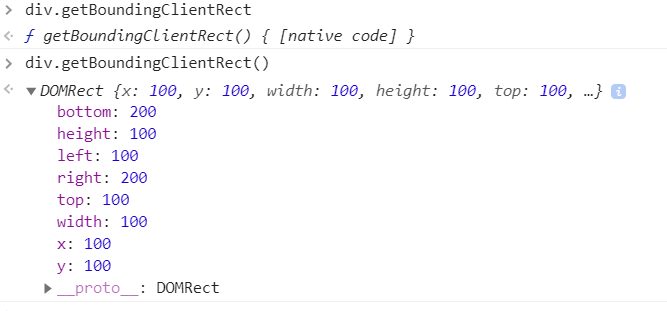 div.getBoundingClientRect
ƒ getBoundingClientRect() { [native code] }
div.getBoundingClientRect()
DOMRect {x: 100, y: 100, width: 100, height: 100, top: 100, …} i
bottom: 200
height: 100
left: 100
right: 200
top: 100
width: 100
x: 100
y: 100
__proto__: DOMRect